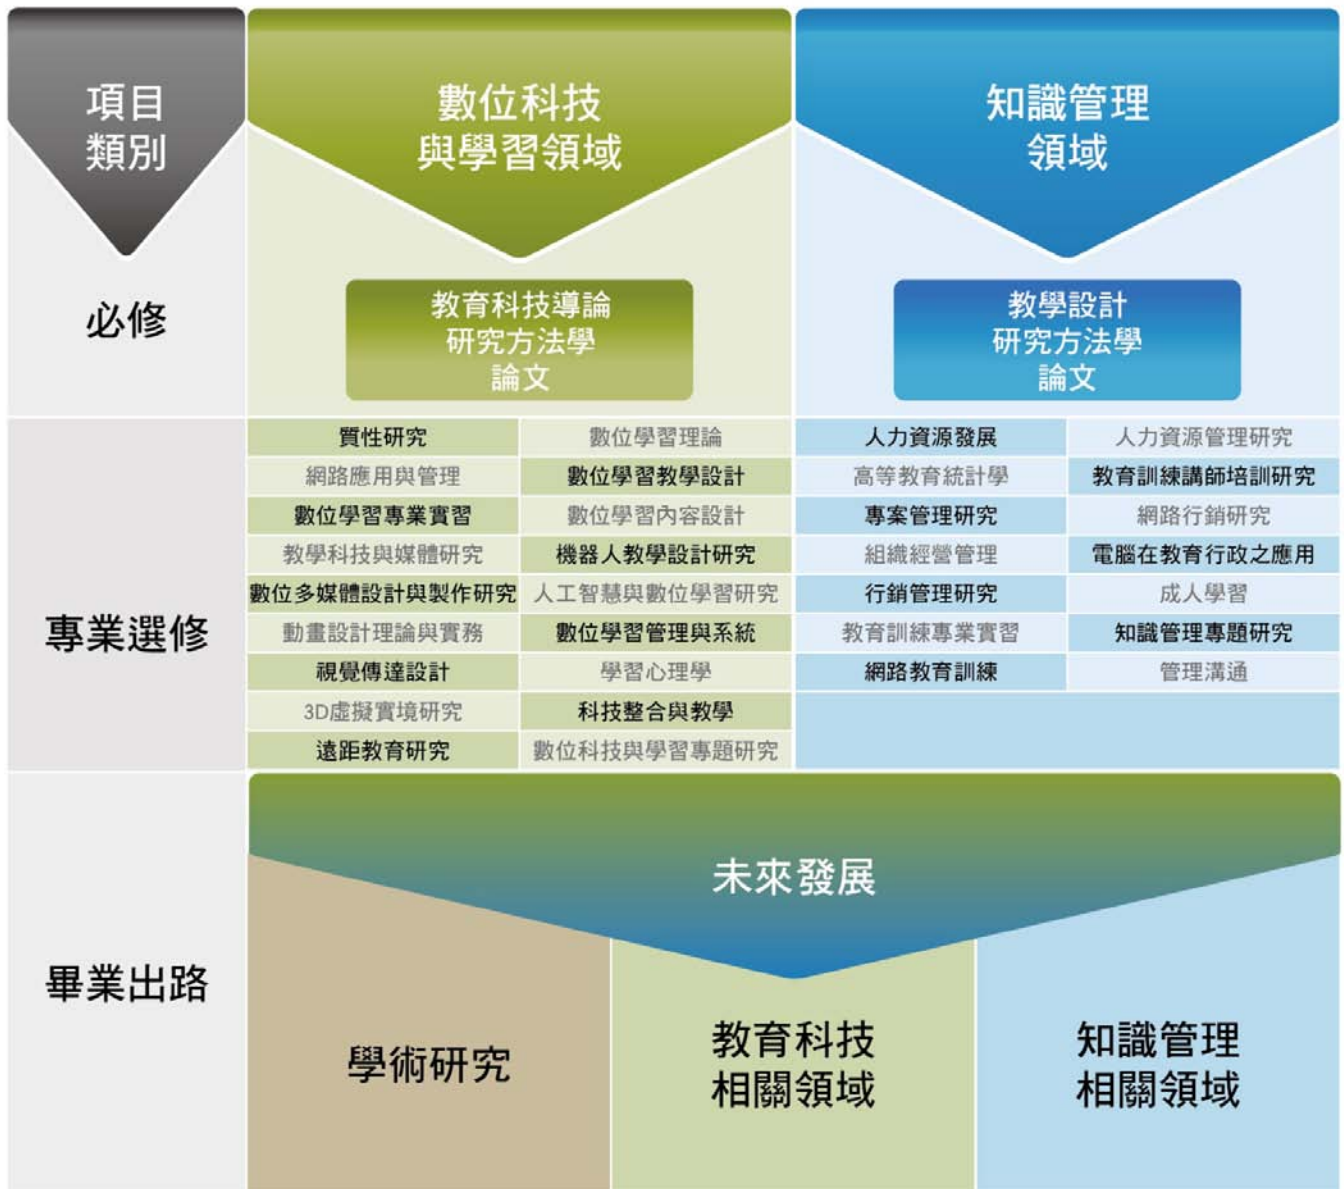 項目
類別
數位科技
與學習領域
知識管理
領域
必修
教育科技導論
研究方法學
論文
教學設計
研究方法學
論文
專業選修
質性研究 數位學習理論 人力資源發展 人力資源管理研究
網路應用與管理 數位學習教學設計 高等教育統計學 教育訓練講師培訓研究
數位學習專業實習 數位學習內容設計 專案管理研究 網路行銷研究
教學科技與媒體研究 機器人教學設計研究 組織經營管理 電腦在教育行政之應用
數位多媒體設計與製作研究 人工智慧與數位學習研究 行銷管理研究 成人學習
動畫設計理論與實務 數位學習管理與系統 教育訓練專業實習 知識管理專題研究
視覺傳達設計 學習心理學 網路教育訓練 管理溝通
3D虛擬實境研究 科技整合與教學
遠距教育研究 數位科技與學習專題研究
畢業出路
未來發展
學術研究
教育科技
相關領域
知識管理
相關領域